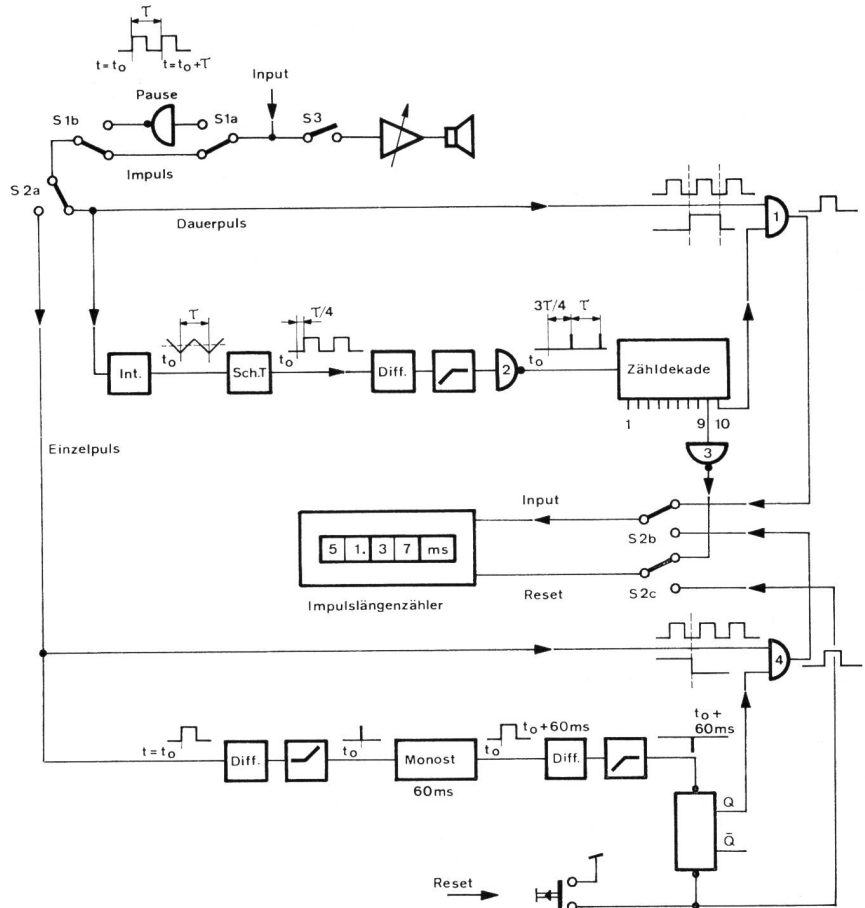 τ
t=t₀ t=t₀+τ
Input
Pause
S1b S1a S3
Impuls
S2a
Dauerpuls
1
τ
τ/4
3τ/4 τ
t₀ t₀ t₀
Int. Sch.T Diff. 2 Zähldekade
1 9 10
3
Einzelpuls
Input
S2b
5 1. 3 7 ms
S2c
Reset
Impulslängenzähler
4
t=t₀ t₀ t₀ t₀+60ms t₀+
60ms
Diff. Monost Diff.
60ms
Q
Q̄
Reset